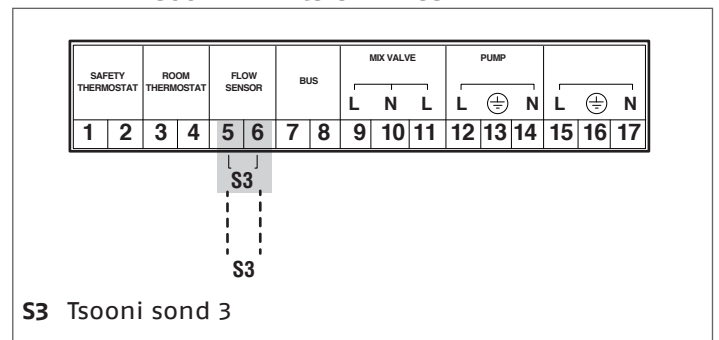 SAFETY THERMOSTAT ROOM THERMOSTAT FLOW SENSOR BUS MIX VALVE PUMP
L N L L N L N
1 2 3 4 5 6 7 8 9 10 11 12 13 14 15 16 17
S3
S3
S3 Tsooni sond 3